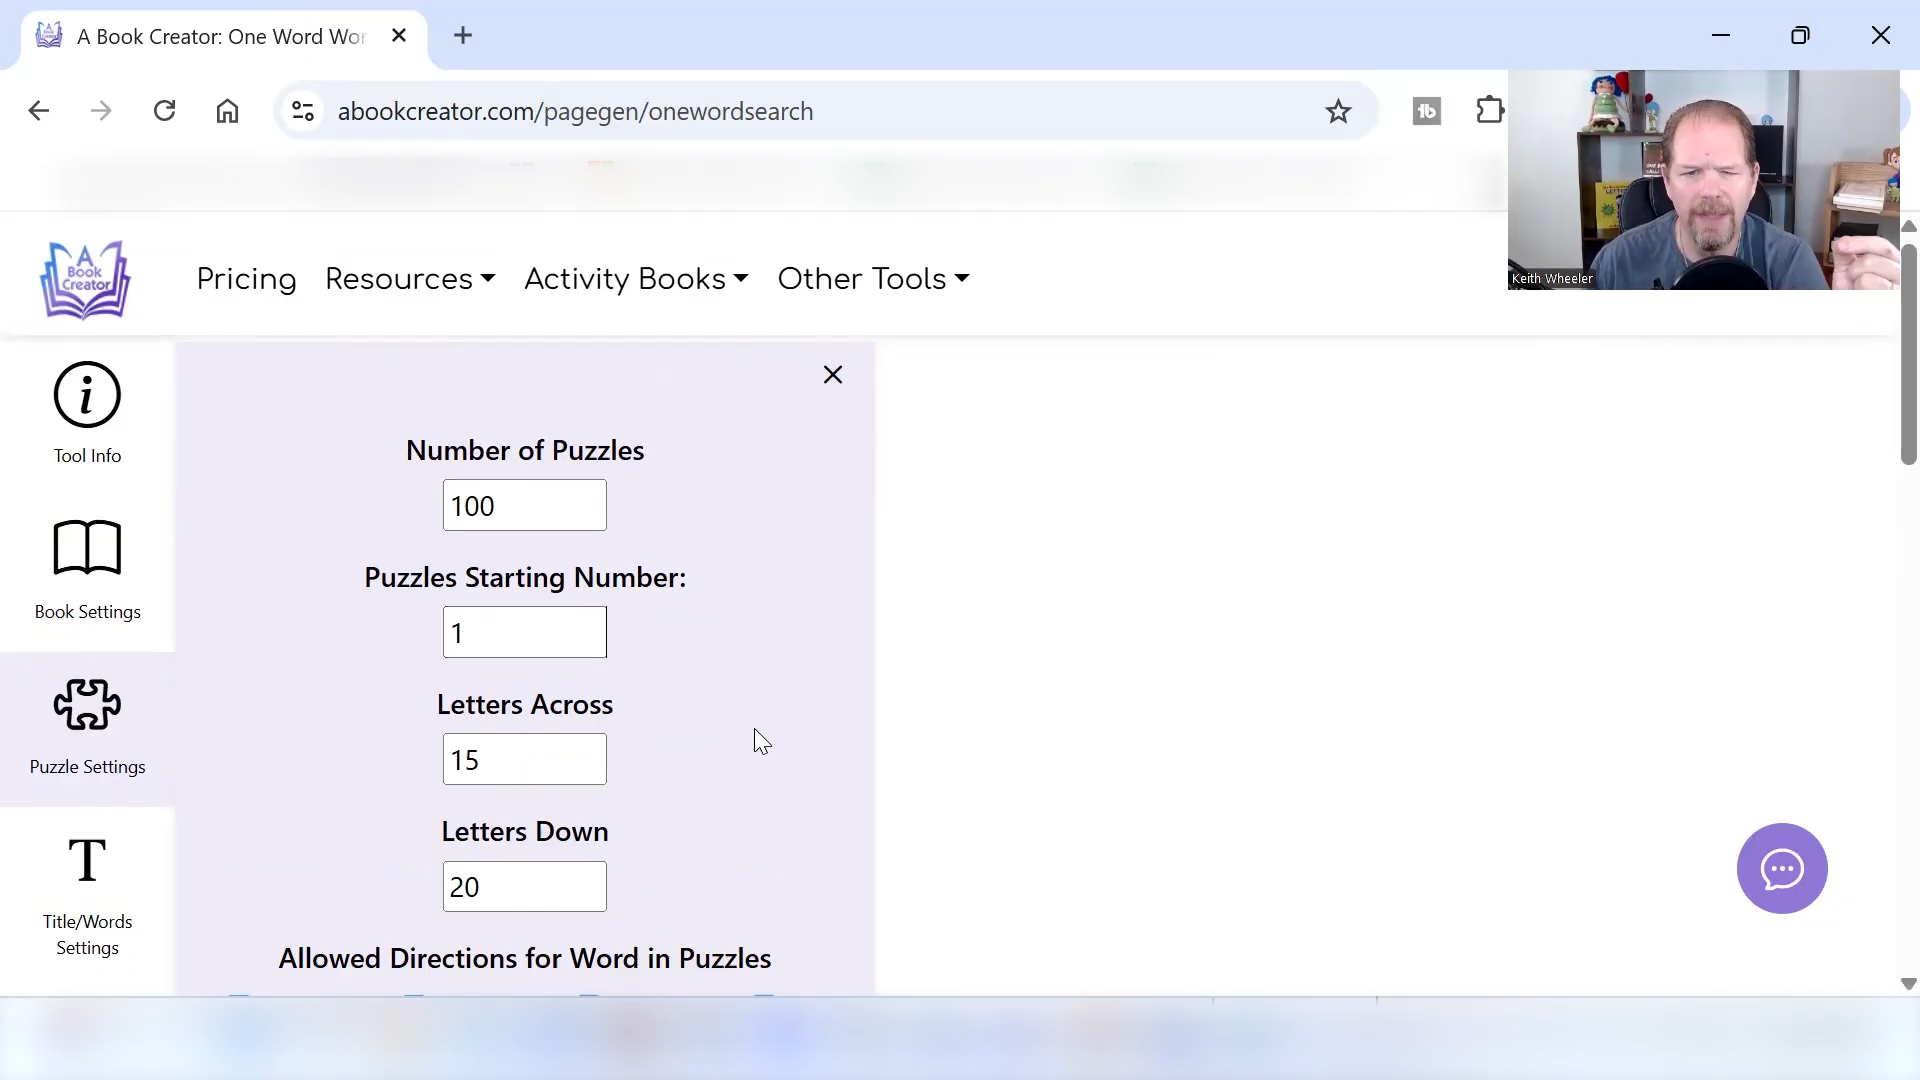 A Book Creator: One Word Wor
abookcreator.com/pagegen/onewordsearch
Keith Wheeler
A
Book
Creator
Pricing
Resources
Activity Books
Other Tools
Tool Info
Book Settings
Puzzle Settings
T
Title/Words
Settings
Number of Puzzles
100
Puzzles Starting Number:
1
Letters Across
15
Letters Down
20
Allowed Directions for Word in Puzzles